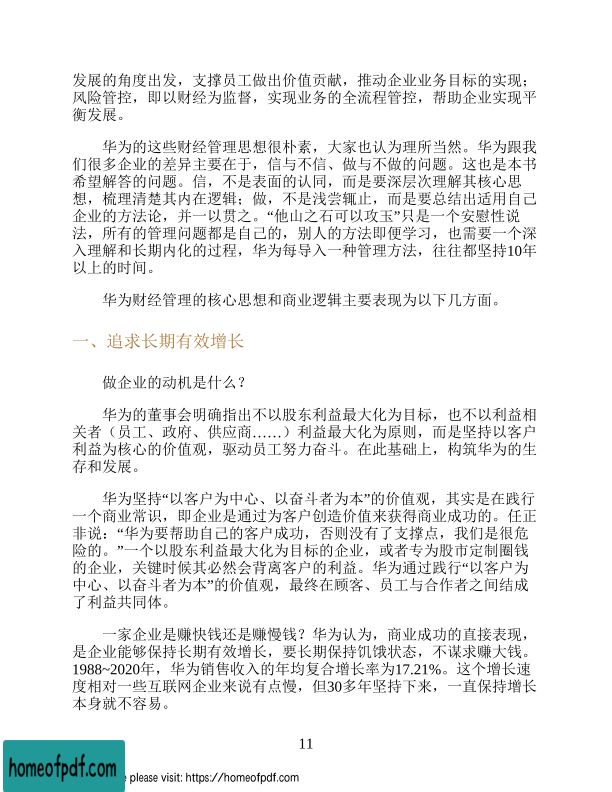 发展的角度出发，支撑员工做出价值贡献，推动企业业务目标的实现；
风险管控，即以财经为监督，实现业务的全流程管控，帮助企业实现平
衡发展。
华为的这些财经管理思想很朴素，大家也认为理所当然。华为跟我
们很多企业的差异主要在于，信与不信、做与不做的问题。这也是本书
希望解答的问题。信，不是表面的认同，而是要深层次理解其核心思
想，梳理清楚其内在逻辑；做，不是浅尝辄止，而是要总结出适用自己
企业的方法论，并一以贯之。“他山之石可以攻玉”只是一个安慰性说
法，所有的管理问题都是自己的，别人的方法即便学习，也需要一个深
入理解和长期内化的过程，华为每导入一种管理方法，往往都坚持10年
以上的时间。
华为财经管理的核心思想和商业逻辑主要表现为以下几方面。
一、追求长期有效增长
做企业的动机是什么？
华为的董事会明确指出不以股东利益最大化为目标，也不以利益相
关者（员工、政府、供应商……）利益最大化为原则，而是坚持以客户
利益为核心的价值观，驱动员工努力奋斗。在此基础上，构筑华为的生
存和发展。
华为坚持“以客户为中心、以奋斗者为本”的价值观，其实是在践行
一个商业常识，即企业是通过为客户创造价值来获得商业成功的。任正
非说：“华为要帮助自己的客户成功，否则没有了支撑点，我们是很危
险的。”一个以股东利益最大化为目标的企业，或者专为股市定制圈钱
的企业，关键时候其必然会背离客户的利益。华为通过践行“以客户为
中心、以奋斗者为本”的价值观，最终在顾客、员工与合作者之间结成
了利益共同体。
一家企业是赚快钱还是赚慢钱？华为认为，商业成功的直接表现，
是企业能够保持长期有效增长，要长期保持饥饿状态，不谋求赚大钱。
1988~2020年，华为销售收入的年均复合增长率为17.21%。这个增长速
度相对一些互联网企业来说有点慢，但30多年坚持下来，一直保持增长
本身就不容易。
11
homeofpdf.com
please visit: https://homeofpdf.com